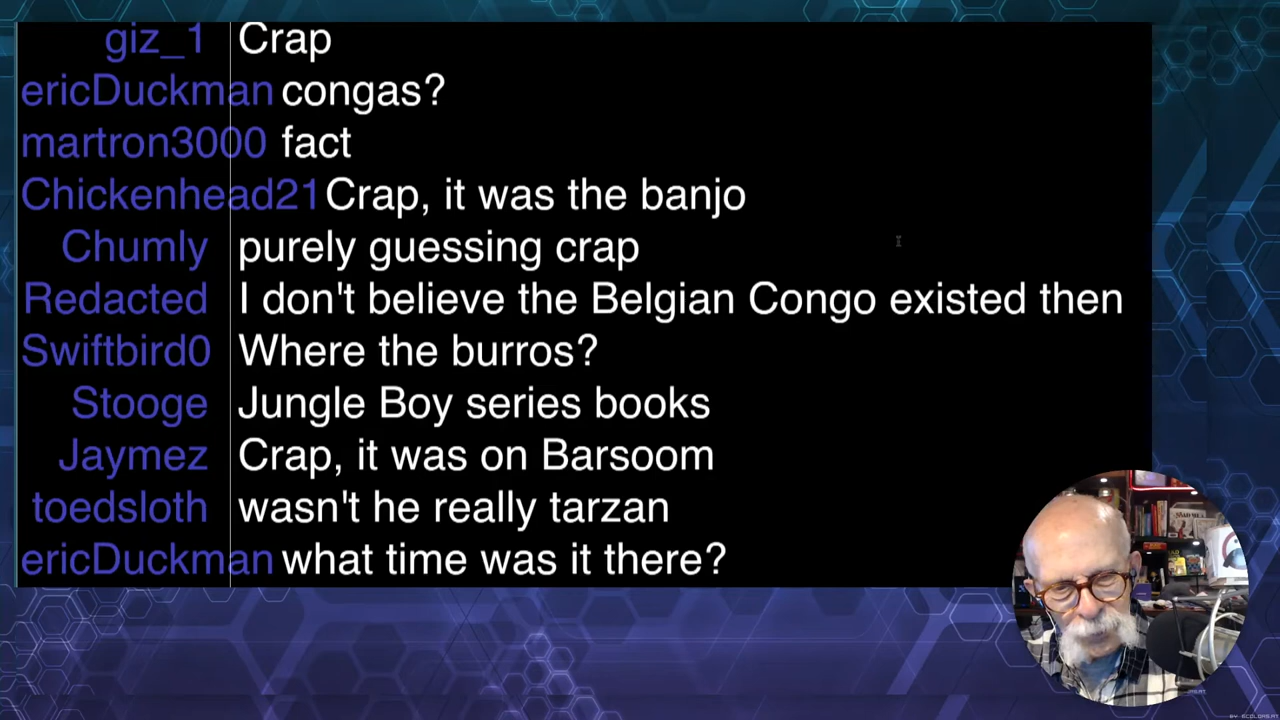 giz_1 Crap
ericDuckman congas?
martron3000 fact
Chickenhead21 Crap, it was the banjo
Chumly purely guessing crap
Redacted I don't believe the Belgian Congo existed then
Swiftbird0 Where the burros?
Stooge Jungle Boy series books
Jaymez Crap, it was on Barsoom
toedsloth wasn't he really tarzan
ericDuckman what time was it there?